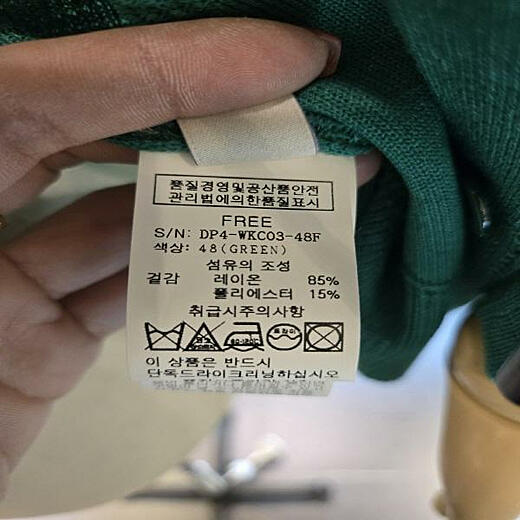 품질경영및공산품안전
관리법에의한품질표시
FREE
S/N: DP4-WKC03-48F
색상: 48(GREEN)
섬유의 조성
겉감 레이온 85%
폴리에스터 15%
취급시주의사항
드라이
이 상품은 반드시
단독드라이크리닝하십시오